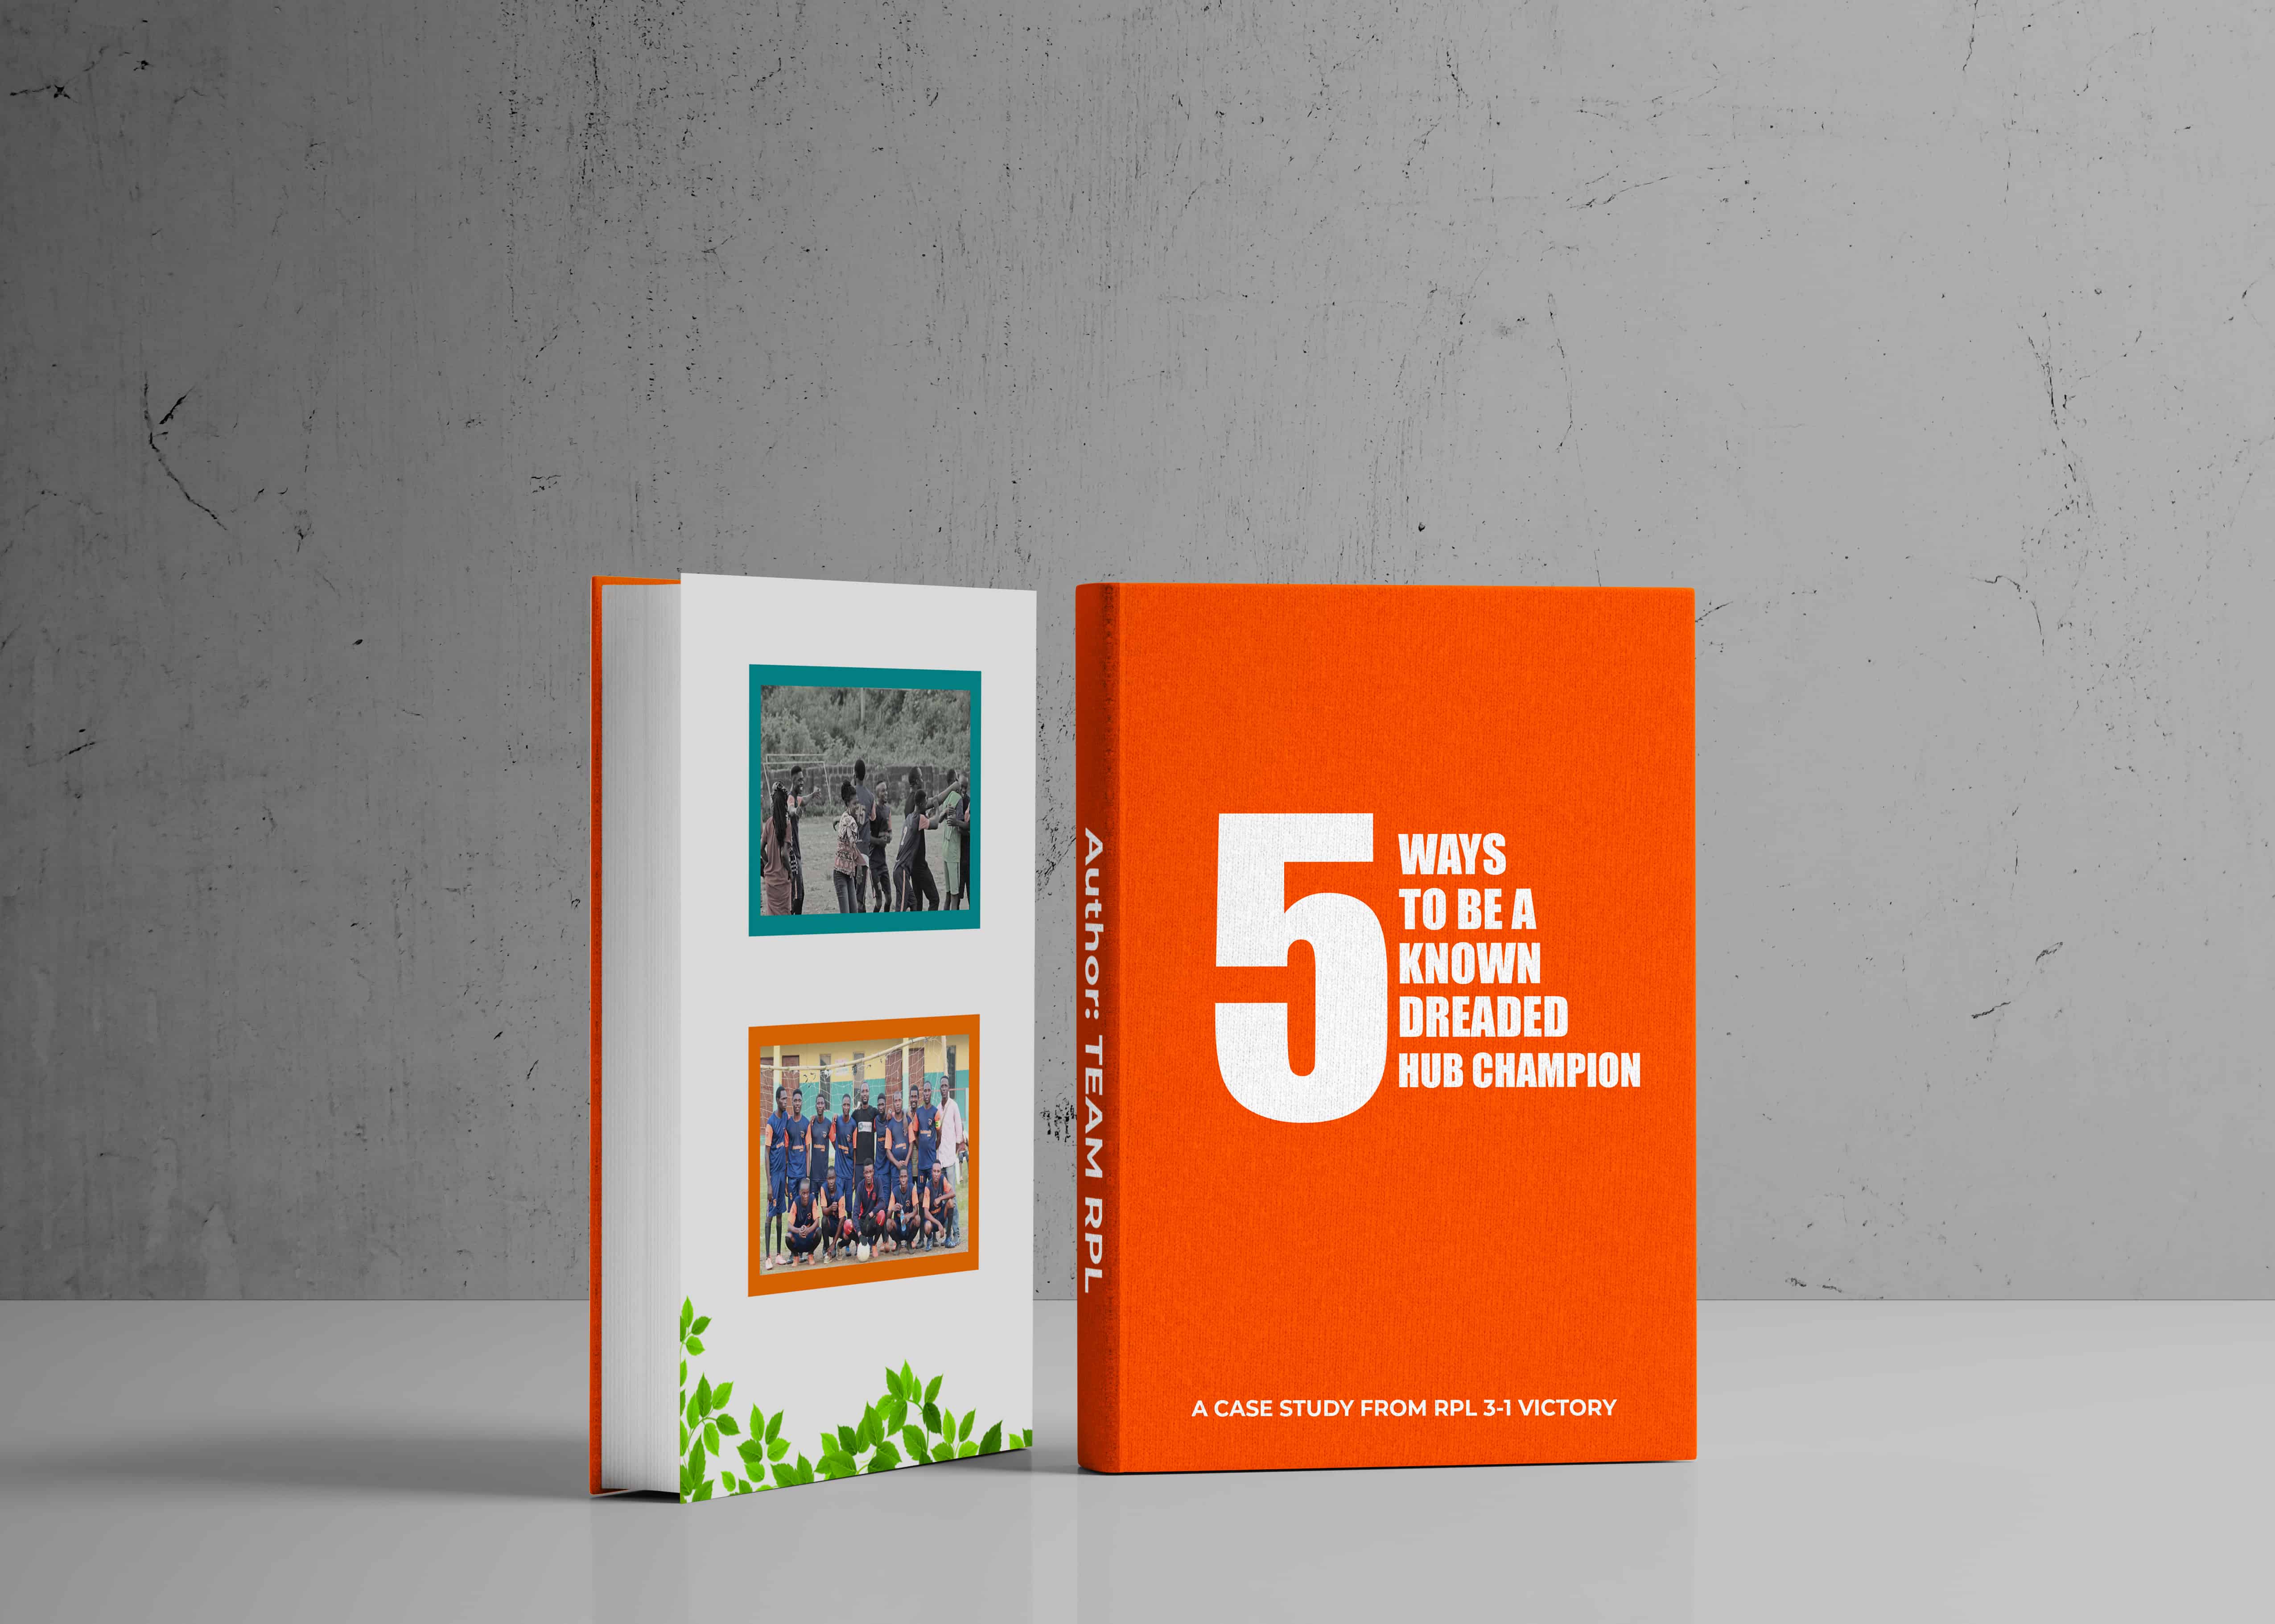 Author: TEAM RPL
5
WAYS
TO BE A
KNOWN
DREADED
HUB CHAMPION
A CASE STUDY FROM RPL 3-1 VICTORY